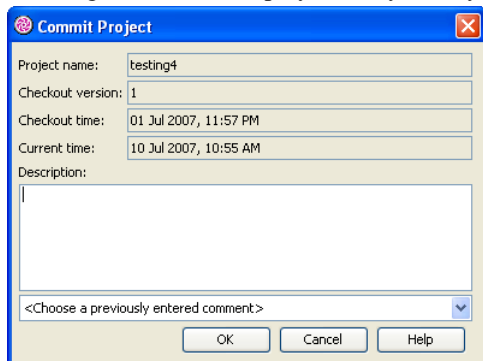 Commit Project
Project name: testing4
Checkout version: 1
Checkout time: 01 Jul 2007, 11:57 PM
Current time: 10 Jul 2007, 10:55 AM
Description:
<Choose a previously entered comment>
OK Cancel Help